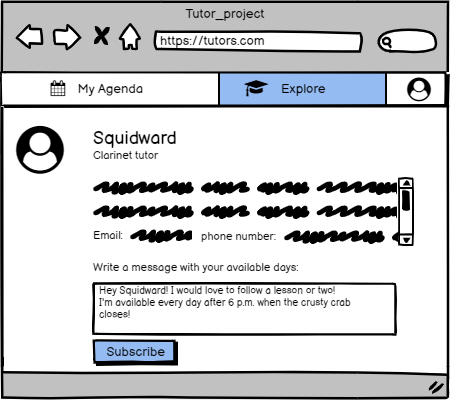 Tutor_project
https://tutors.com
My Agenda
Explore
Squidward
Clarinet tutor
Email:
phone number:
Write a message with your available days:
Hey Squidward! I would love to follow a lesson or two!
I'm available every day after 6 p.m. when the crusty crab
closes!
Subscribe